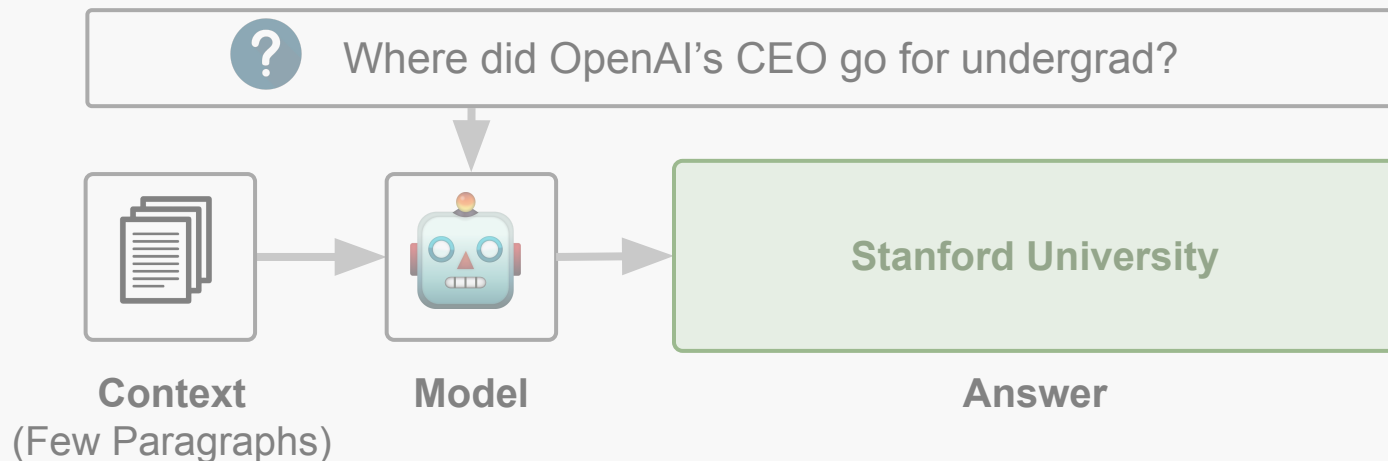 ? Where did OpenAI's CEO go for undergrad?
Stanford University
Context Model Answer
(Few Paragraphs)